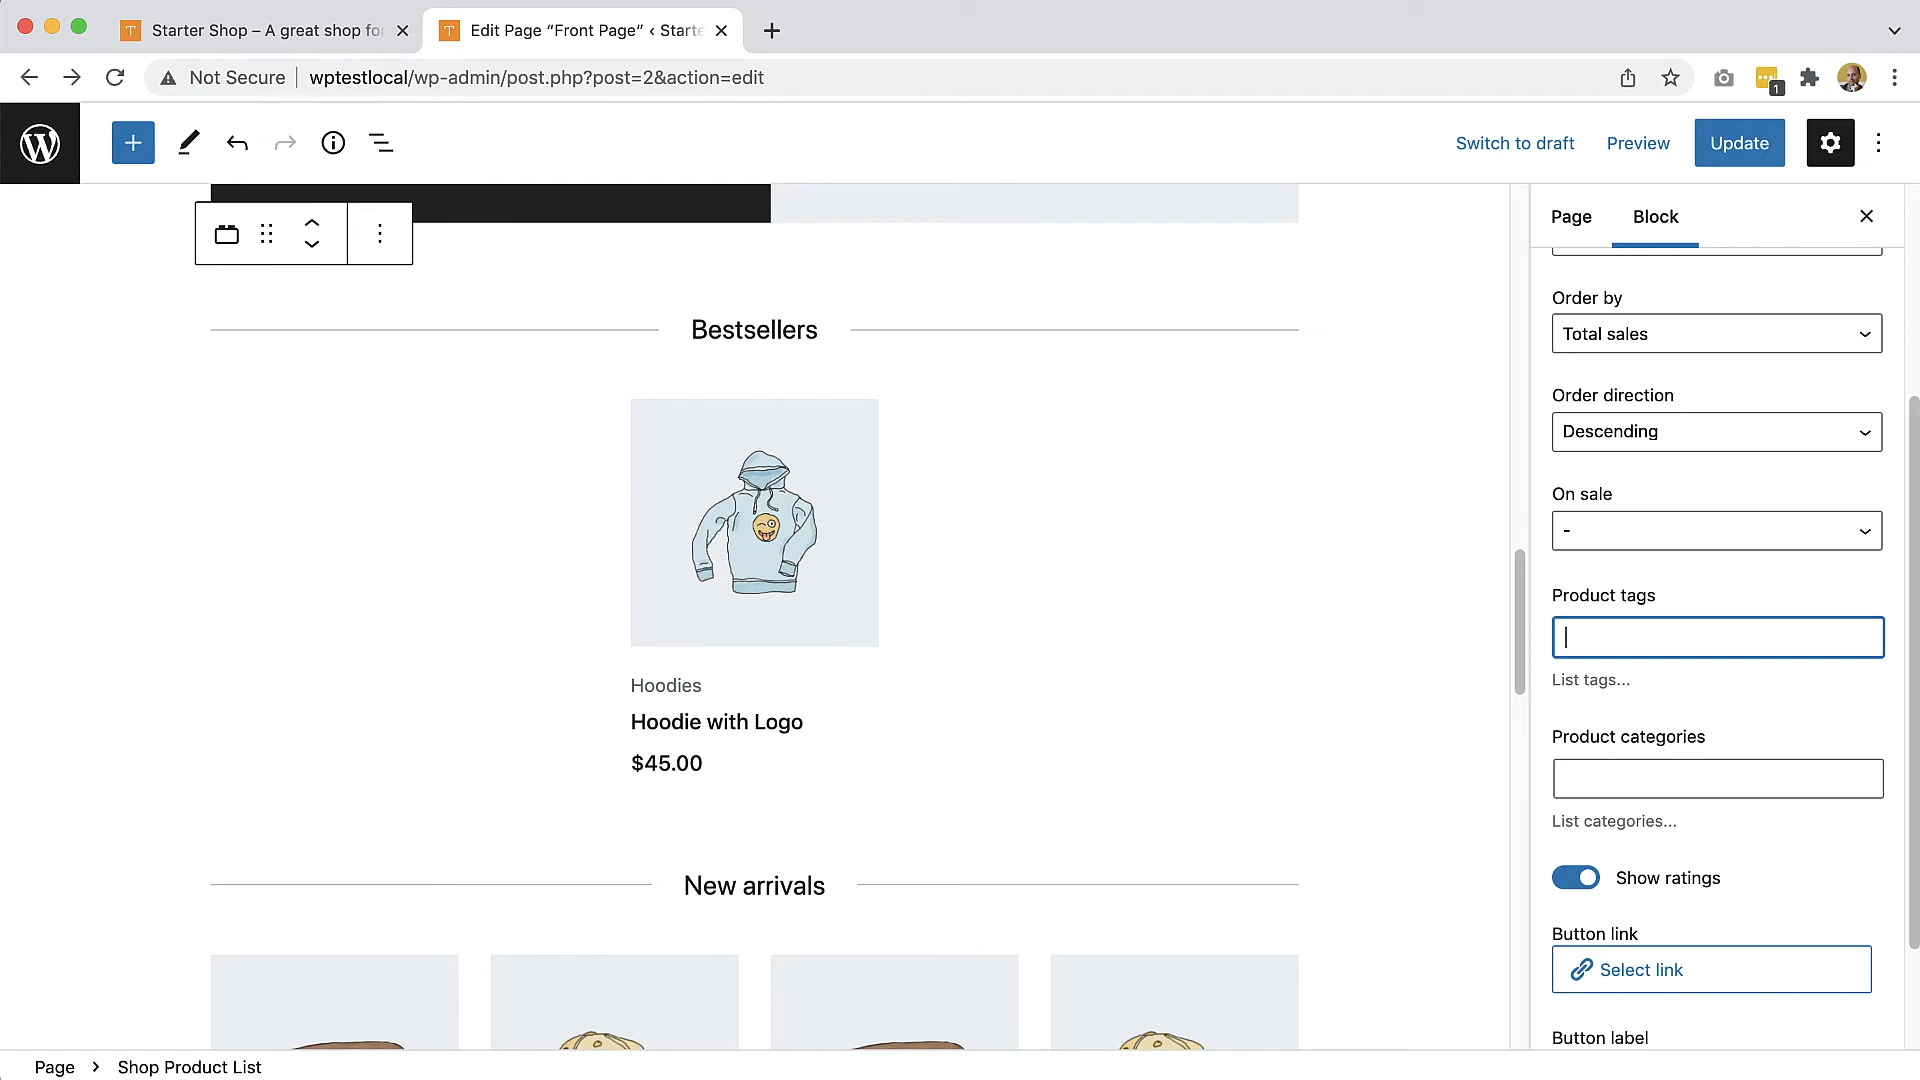 Starter Shop – A great shop for
Edit Page “Front Page” ‹ Starte
Not Secure
wptestlocal/wp-admin/post.php?post=2&action=edit
1
Switch to draft
Preview
Update
Page
Block
Order by
Total sales
Bestsellers
Order direction
Descending
On sale
-
Product tags
List tags...
Hoodies
Hoodie with Logo
$45.00
Product categories
List categories...
Show ratings
New arrivals
Button link
Select link
Button label
Page
Shop Product List